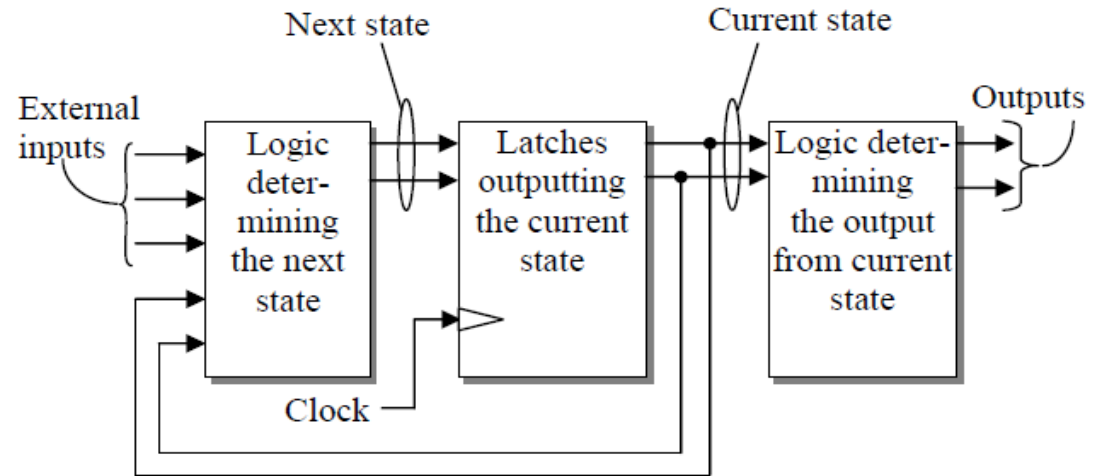 Next state
Current state
External
inputs
Logic
deter-
mining
the next
state
Latches
outputting
the current
state
Logic deter-
mining
the output
from current
state
Outputs
Clock